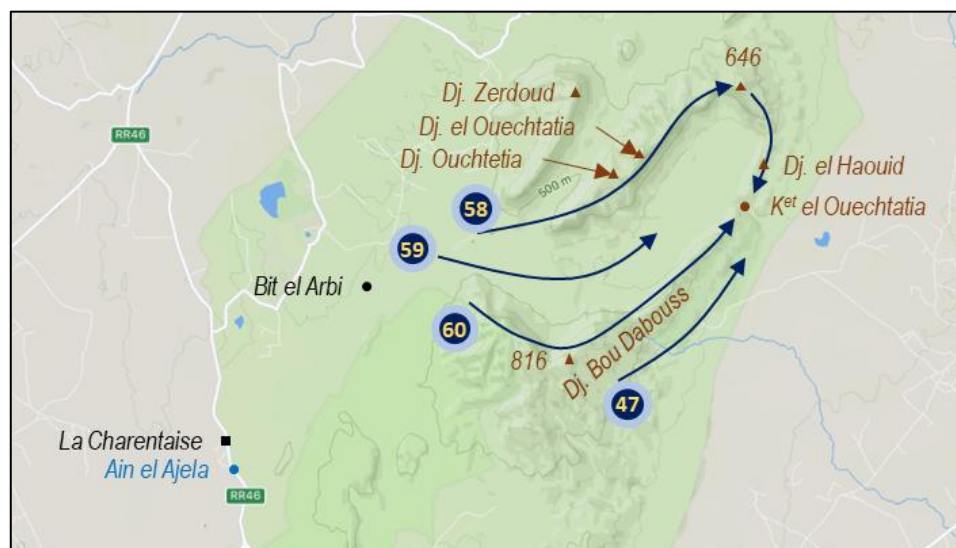 646
Dj. Zerdoud
RR46
Dj. el Ouechtatia
Dj. Ouchtetia
Dj. el Haouid
500 m
58
Kᵉᵗ el Ouechtatia
59
Bit el Arbi
60
816
Dj. Bou Dabouss
47
La Charentaise
Ain el Ajela
RR46